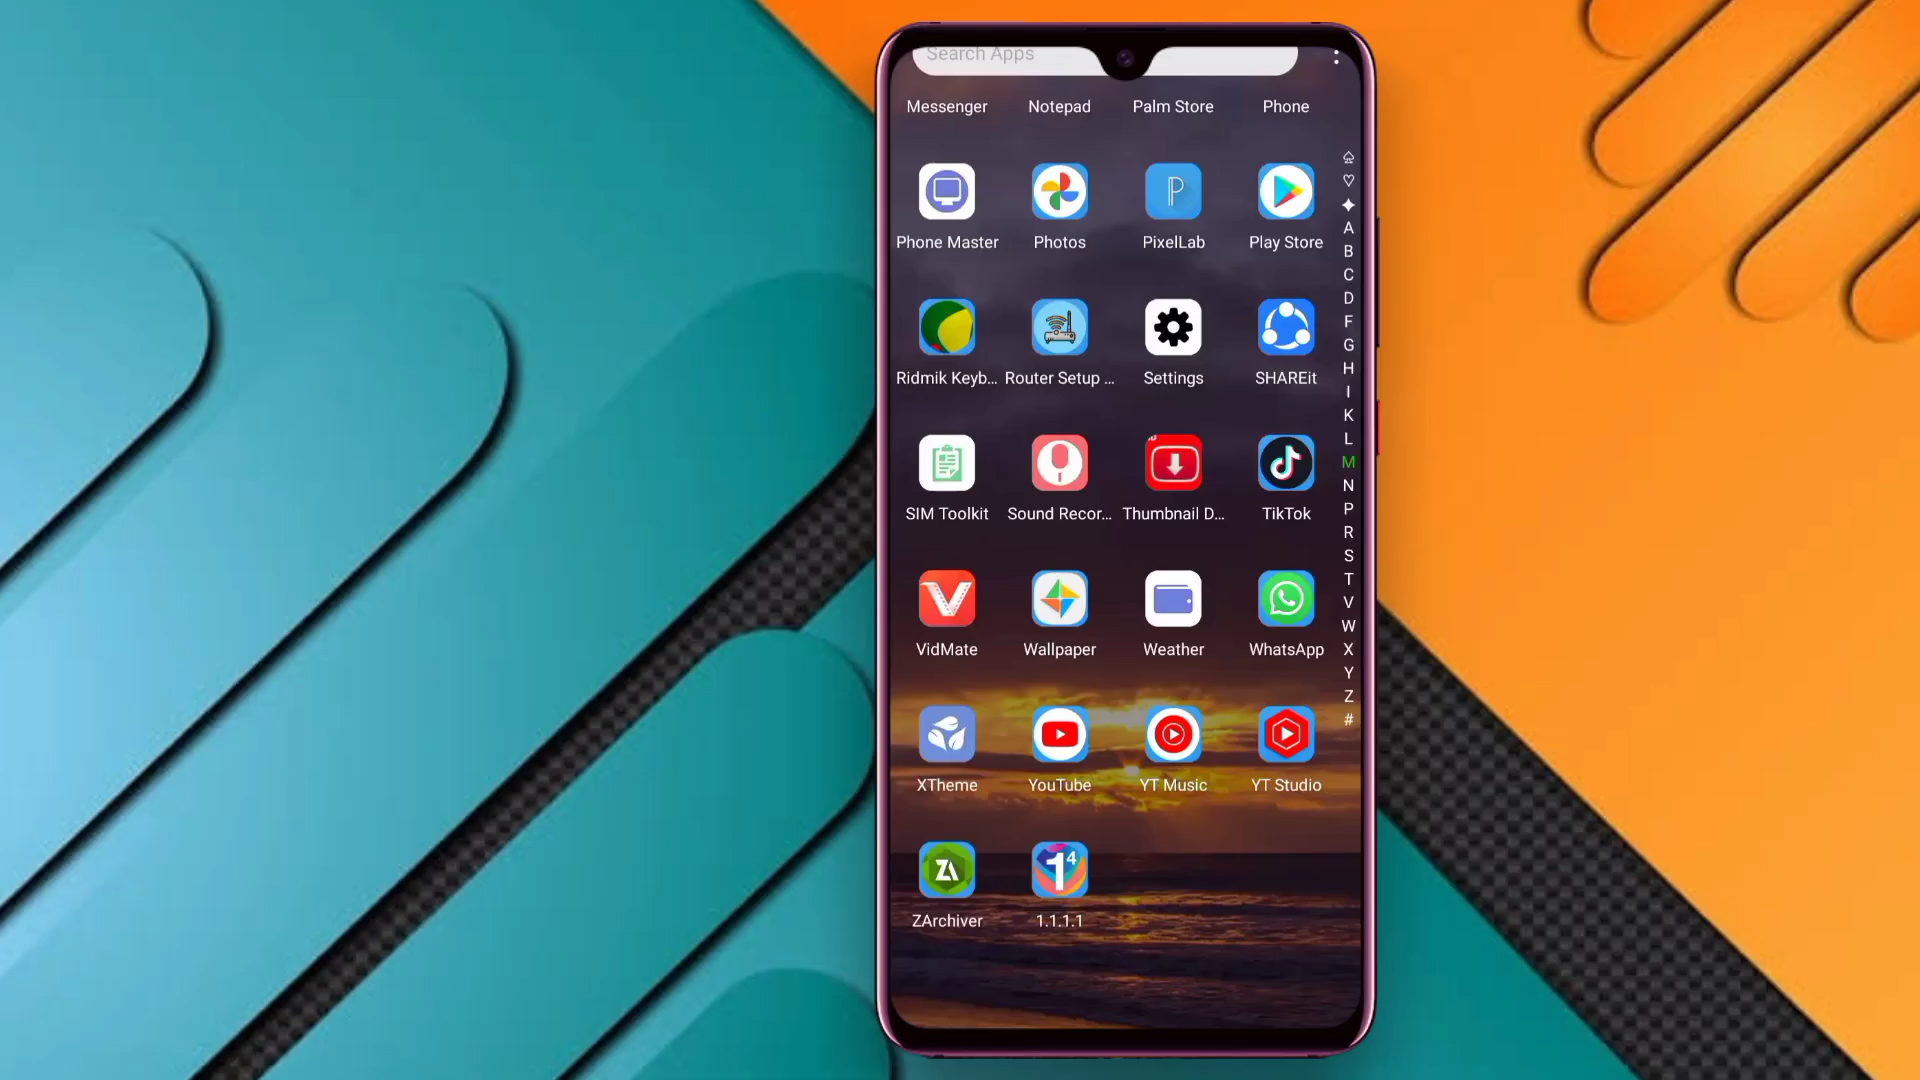 Search Apps
Messenger Notepad Palm Store Phone
Phone Master Photos PixelLab Play Store
Ridmik Keyb... Router Setup ... Settings SHAREit
SIM Toolkit Sound Recor... Thumbnail D... TikTok
VidMate Wallpaper Weather WhatsApp
XTheme YouTube YT Music YT Studio
ZA 1⁴
ZArchiver 1.1.1.1
A
B
C
D
F
G
H
I
K
L
M
N
P
R
S
T
V
W
X
Y
Z
#